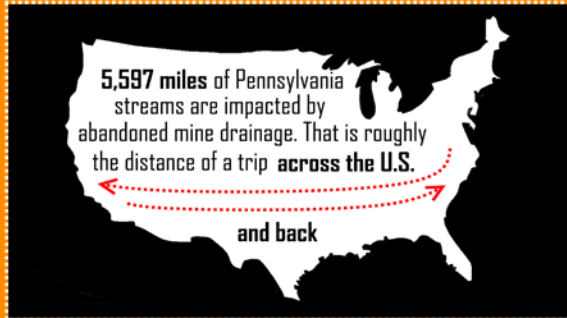 5,597 miles of Pennsylvania
streams are impacted by
abandoned mine drainage. That is roughly
the distance of a trip across the U.S.
and back